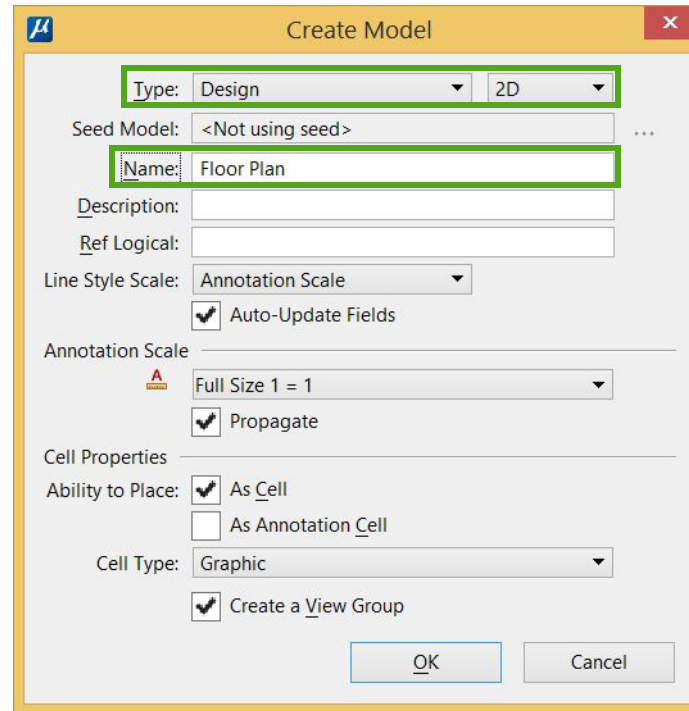 μ Create Model ×
Type: Design 2D
Seed Model: <Not using seed> ...
Name: Floor Plan
Description:
Ref Logical:
Line Style Scale: Annotation Scale
Auto-Update Fields
Annotation Scale
A Full Size 1 = 1
Propagate
Cell Properties
Ability to Place: As Cell
As Annotation Cell
Cell Type: Graphic
Create a View Group
OK Cancel